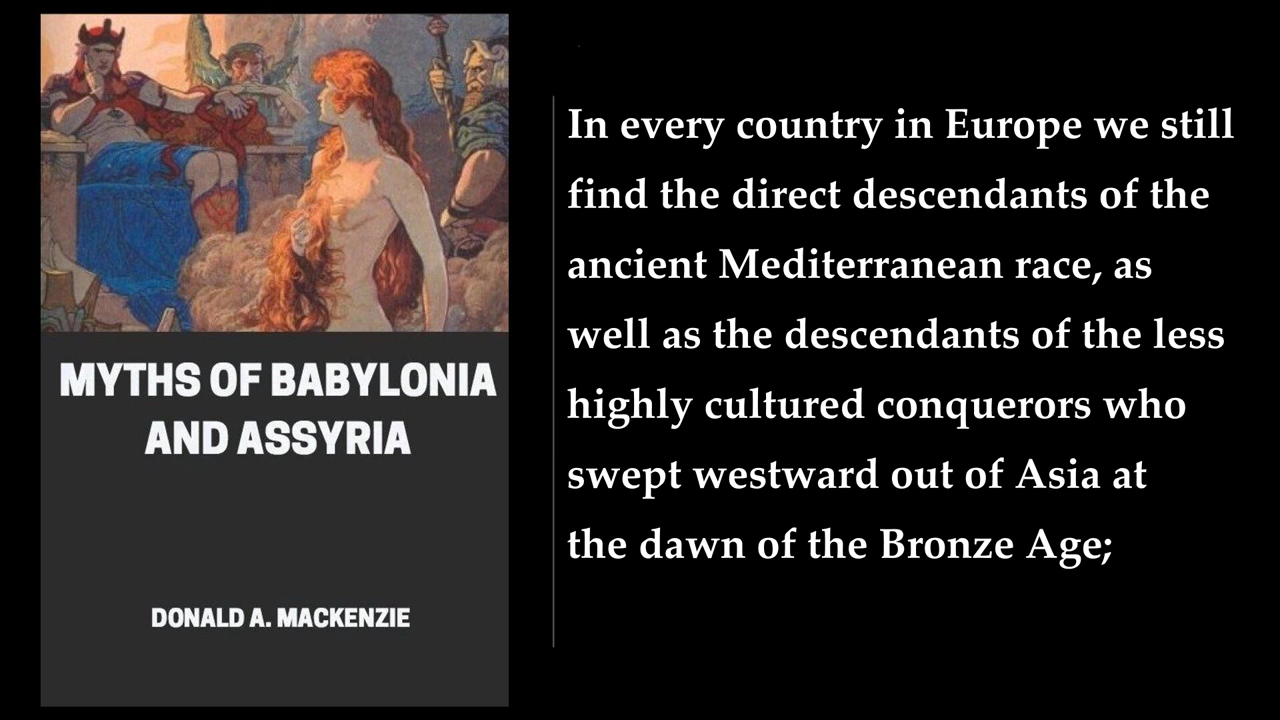 MYTHS OF BABYLONIA
AND ASSYRIA
DONALD A. MACKENZIE
In every country in Europe we still
find the direct descendants of the
ancient Mediterranean race, as
well as the descendants of the less
highly cultured conquerors who
swept westward out of Asia at
the dawn of the Bronze Age;